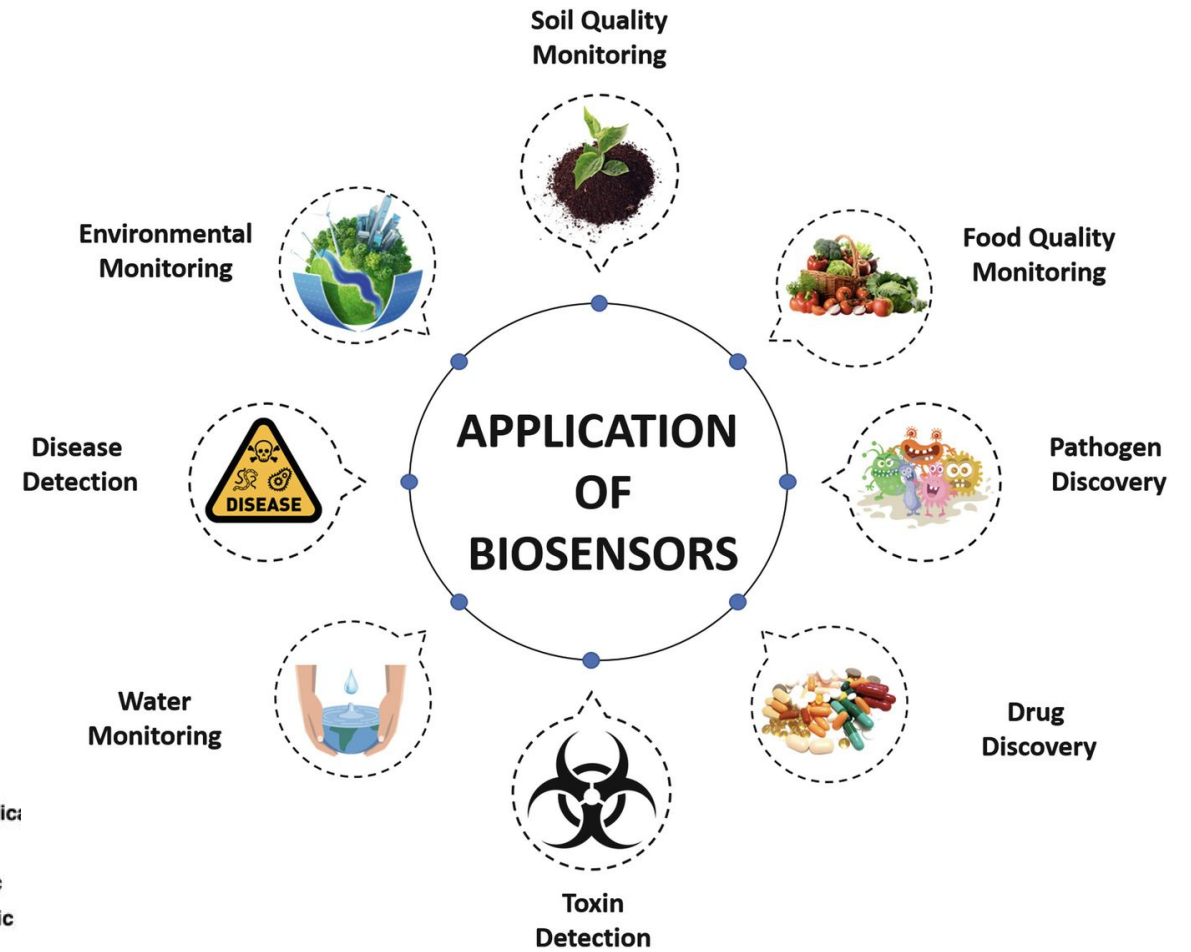 Soil Quality
Monitoring
Environmental
Monitoring
Food Quality
Monitoring
APPLICATION
OF
BIOSENSORS
Disease
Detection
DISEASE
Pathogen
Discovery
Water
Monitoring
Drug
Discovery
Toxin
Detection
ic